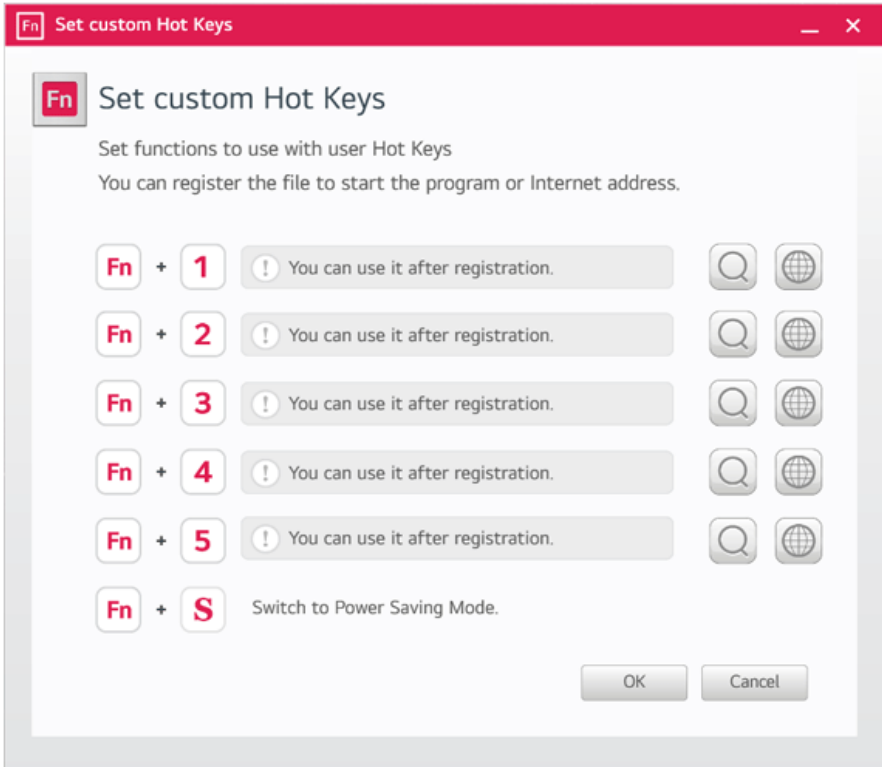 Fn Set custom Hot Keys
Fn Set custom Hot Keys
Set functions to use with user Hot Keys
You can register the file to start the program or Internet address.
Fn + 1 ! You can use it after registration.
Fn + 2 ! You can use it after registration.
Fn + 3 ! You can use it after registration.
Fn + 4 ! You can use it after registration.
Fn + 5 ! You can use it after registration.
Fn + S Switch to Power Saving Mode.
OK Cancel